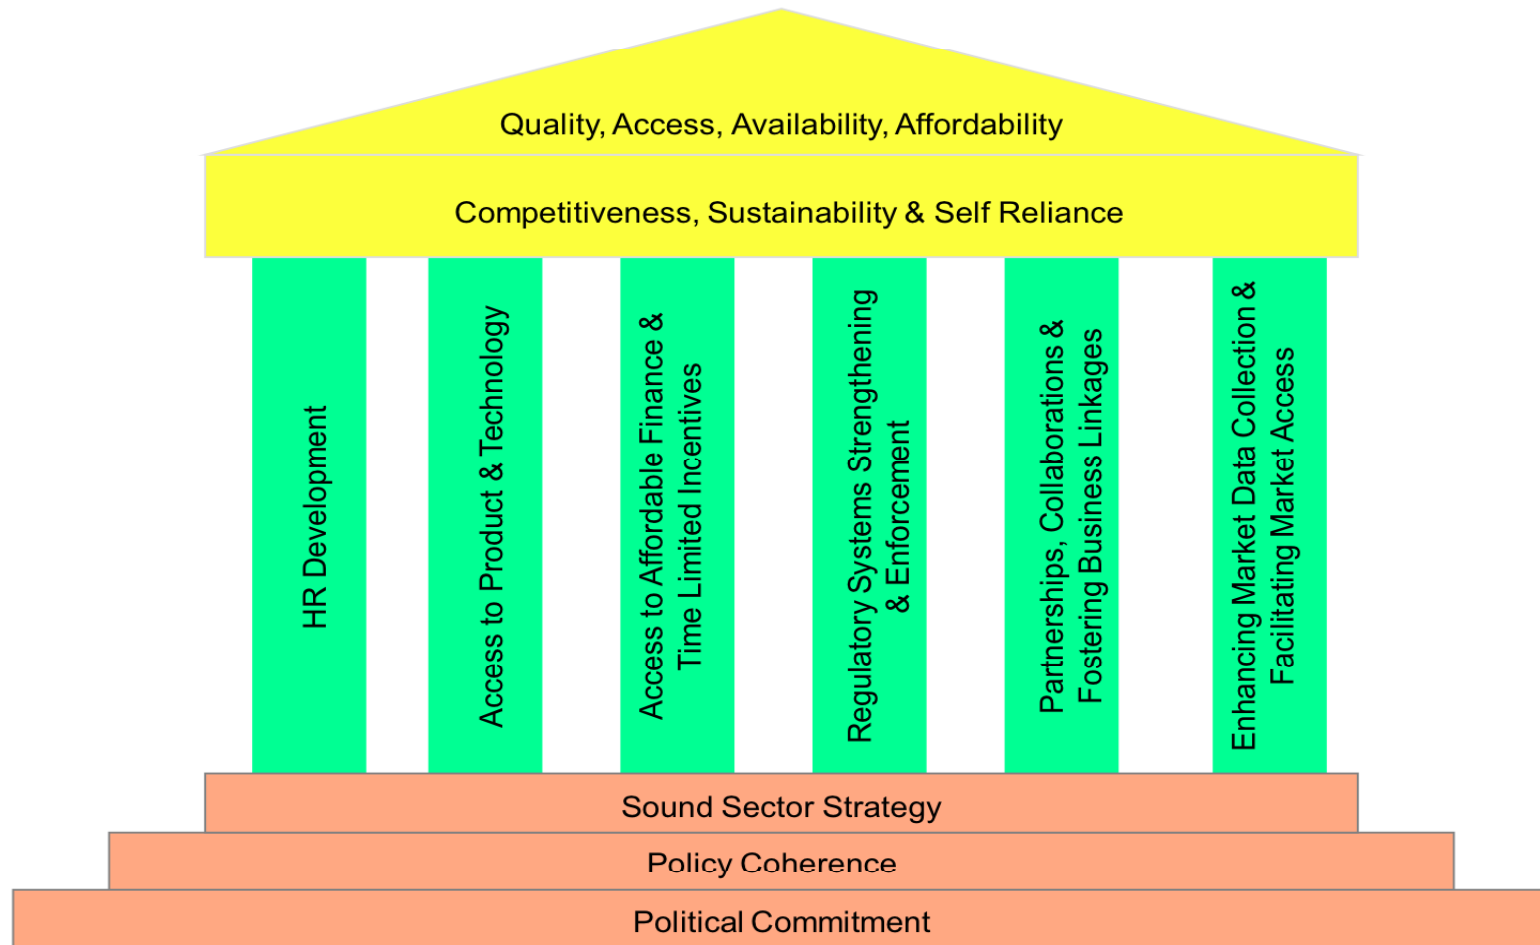 Quality, Access, Availability, Affordability
Competitiveness, Sustainability & Self Reliance
HR Development
Access to Product & Technology
Access to Affordable Finance &
Time Limited Incentives
Regulatory Systems Strengthening
& Enforcement
Partnerships, Collaborations &
Fostering Business Linkages
Enhancing Market Data Collection &
Facilitating Market Access
Sound Sector Strategy
Policy Coherence
Political Commitment